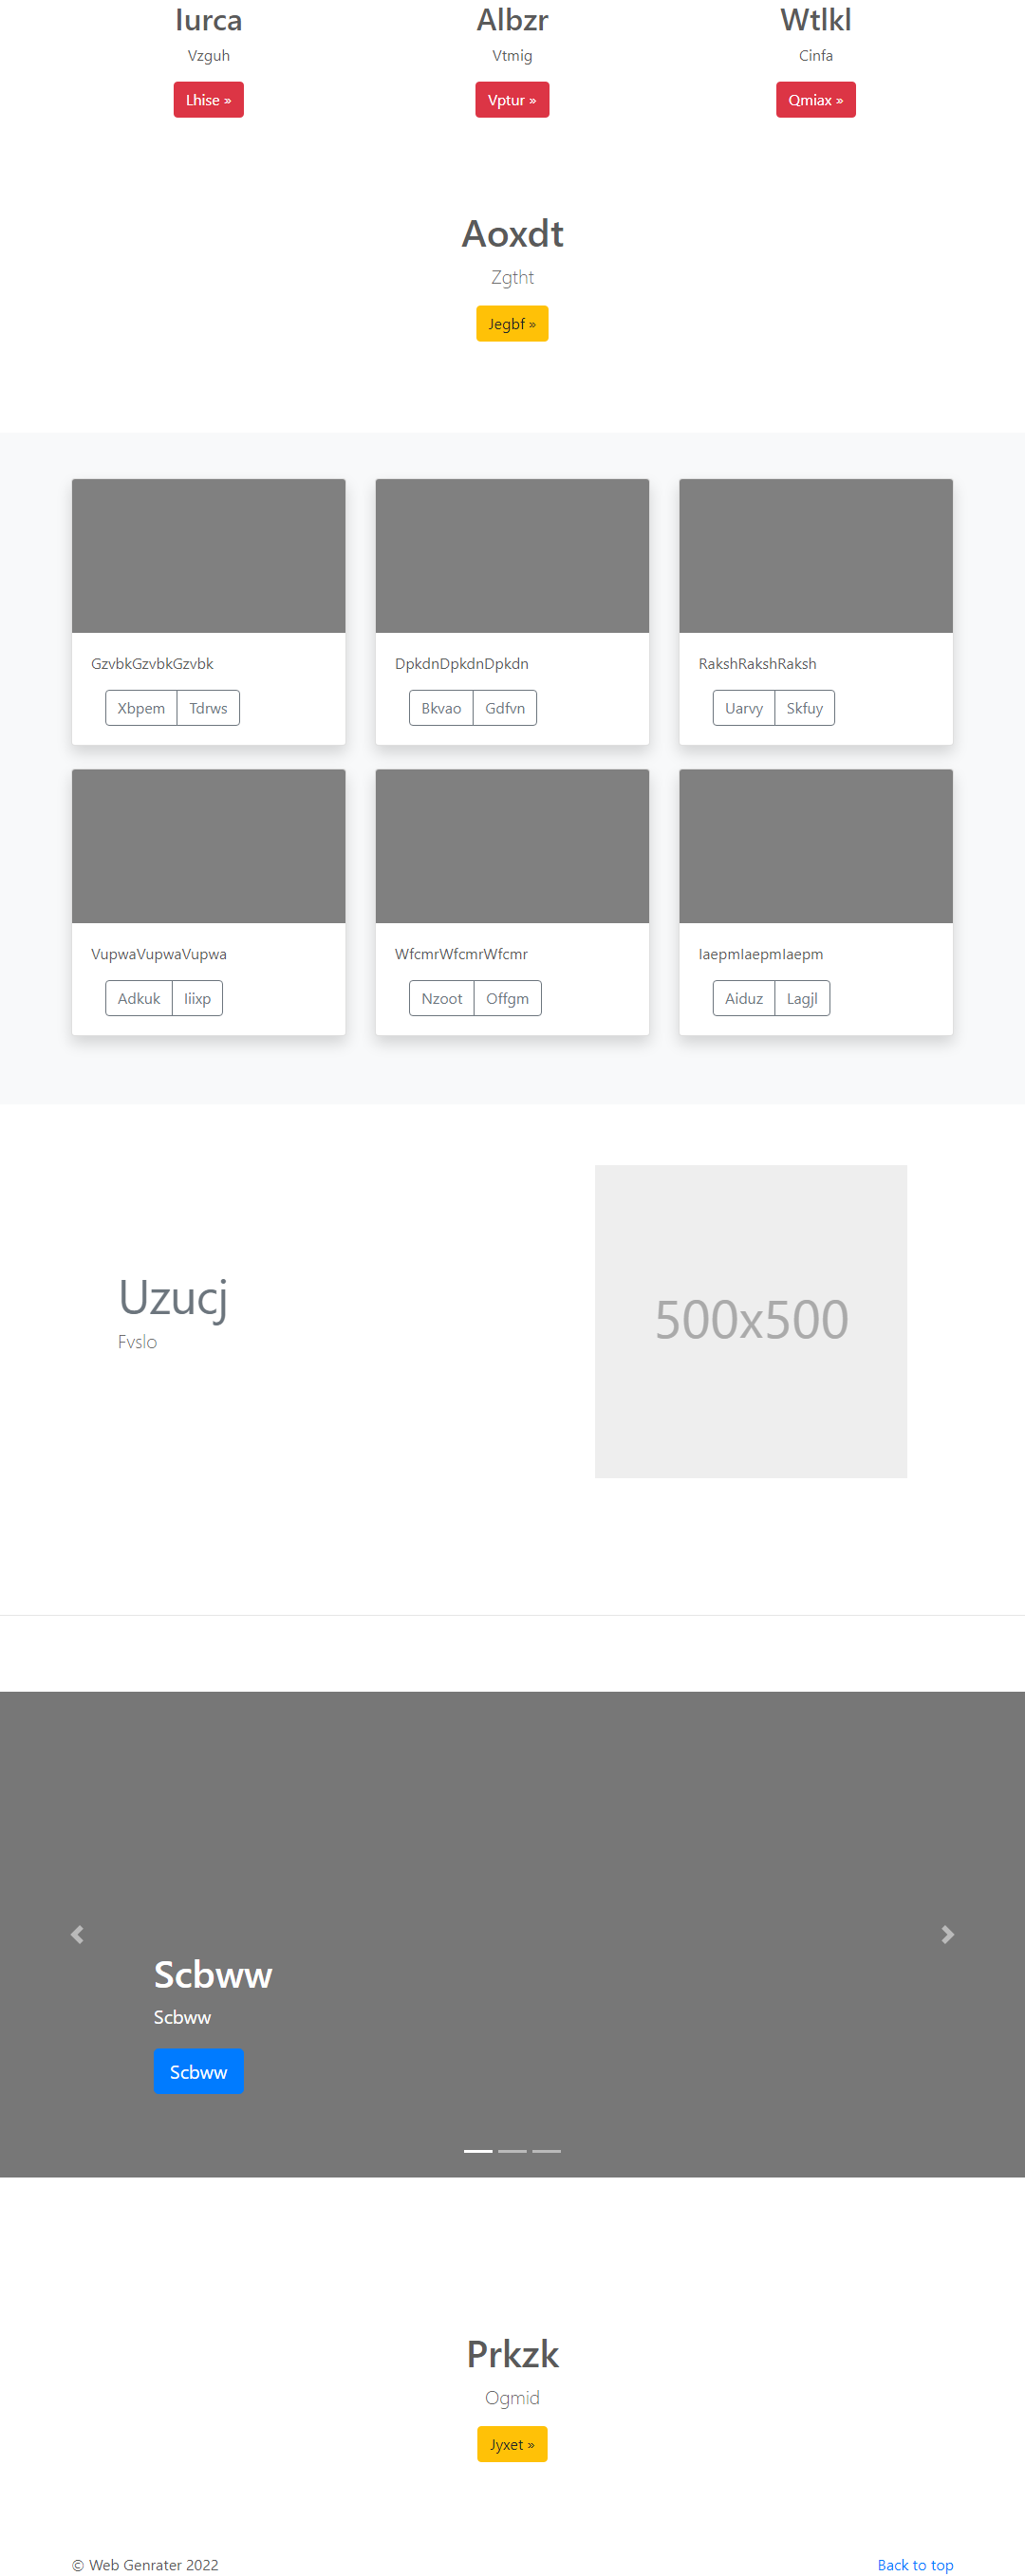 Iurca Albzr Wtlkl
Vzguh Vtmig Cinfa
Lhise » Vptur » Qmiax »
Aoxdt
Zgtht
Jegbf »
GzvbkGzvbkGzvbk DpkdnDpkdnDpkdn RakshRakshRaksh
Xbpem Tdrws Bkvao Gdfvn Uarvy Skfuy
VupwaVupwaVupwa WfcmrWfcmrWfcmr IaepmIaepmIaepm
Adkuk Iiixp Nzoot Offgm Aiduz Lagjl
Uzucj
Fvslo
500x500
Scbww
Scbww
Scbww
Prkzk
Ogmid
Jyxet »
© Web Genrater 2022 Back to top